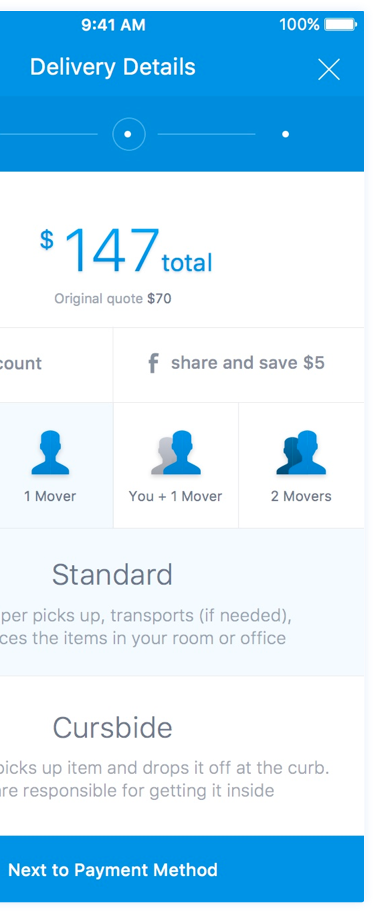 9:41 AM 100%
Delivery Details
$ 147 total
Original quote $70
count
f share and save $5
1 Mover
You + 1 Mover
2 Movers
Standard
per picks up, transports (if needed),
ces the items in your room or office
Cursbide
picks up item and drops it off at the curb.
re responsible for getting it inside
Next to Payment Method